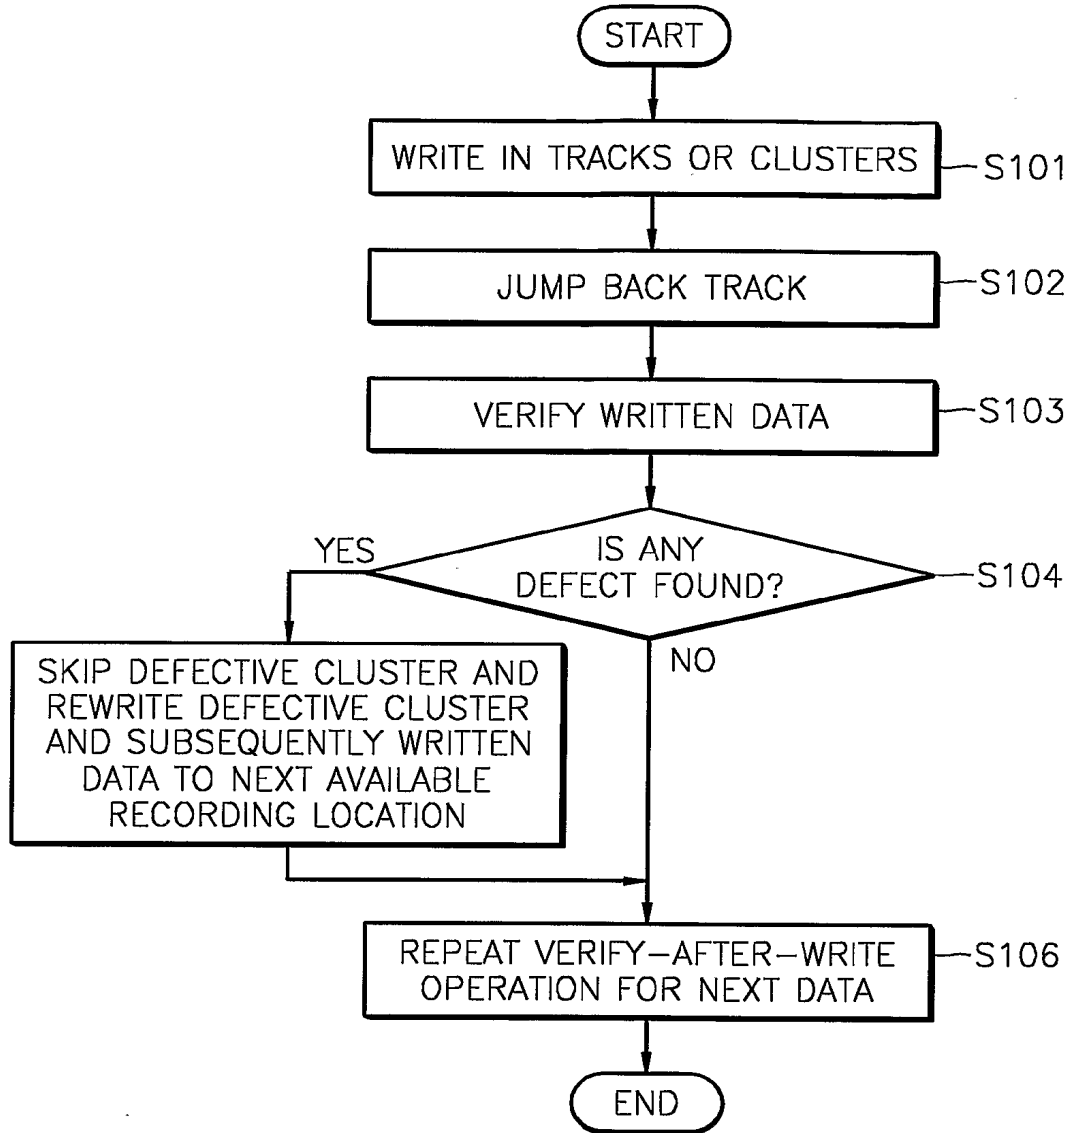 START
WRITE IN TRACKS OR CLUSTERS
S101
JUMP BACK TRACK
S102
VERIFY WRITTEN DATA
S103
IS ANY
DEFECT FOUND?
S104
YES
NO
SKIP DEFECTIVE CLUSTER AND
REWRITE DEFECTIVE CLUSTER
AND SUBSEQUENTLY WRITTEN
DATA TO NEXT AVAILABLE
RECORDING LOCATION
REPEAT VERIFY-AFTER-WRITE
OPERATION FOR NEXT DATA
S106
END